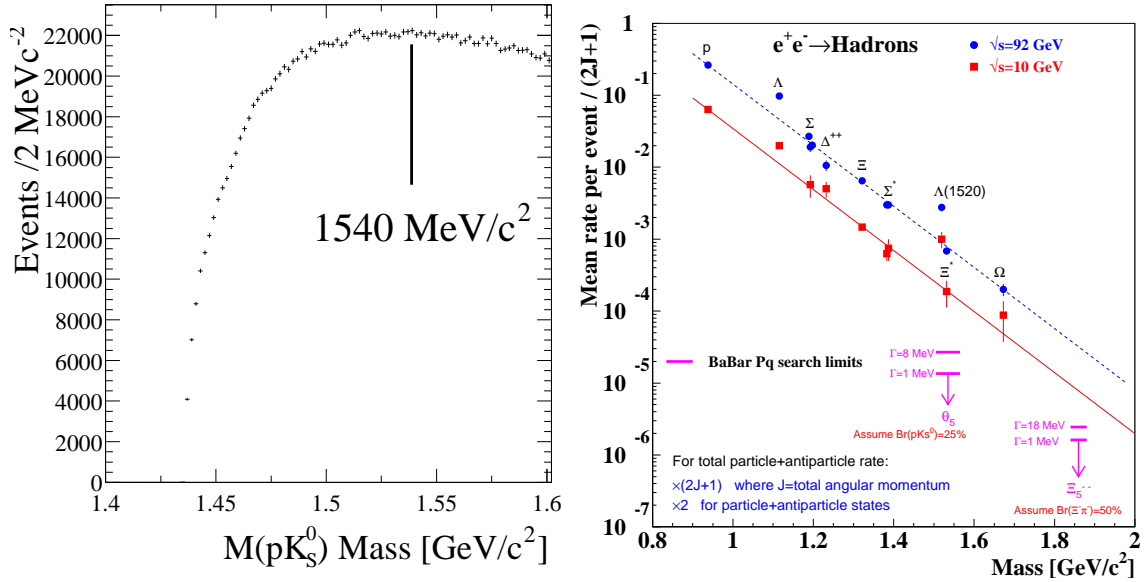 Events /2 MeVc-2
22000
20000
18000
16000
14000
12000
10000
8000
6000
4000
2000
0
1540 MeV/c2
1.4 1.45 1.5 1.55 1.6
M(pKS0) Mass [GeV/c2]
Mean rate per event / (2J+1)
1
10 -1
10 -2
10 -3
10 -4
10 -5
10 -6
10 -7
e+e-→Hadrons
√s=92 GeV
√s=10 GeV
p
Λ
Σ
Δ++
Ξ
Σ*
Λ(1520)
Ξ*
Ω
BaBar Pq search limits
Γ=8 MeV
Γ=1 MeV
θ5
Assume Br(pKs0)=25%
Γ=18 MeV
Γ=1 MeV
Ξ5--
Assume Br(Ξ-π-)=50%
For total particle+antiparticle rate:
×(2J+1) where J=total angular momentum
×2 for particle+antiparticle states
0.8 1 1.2 1.4 1.6 1.8 2
Mass [GeV/c2]